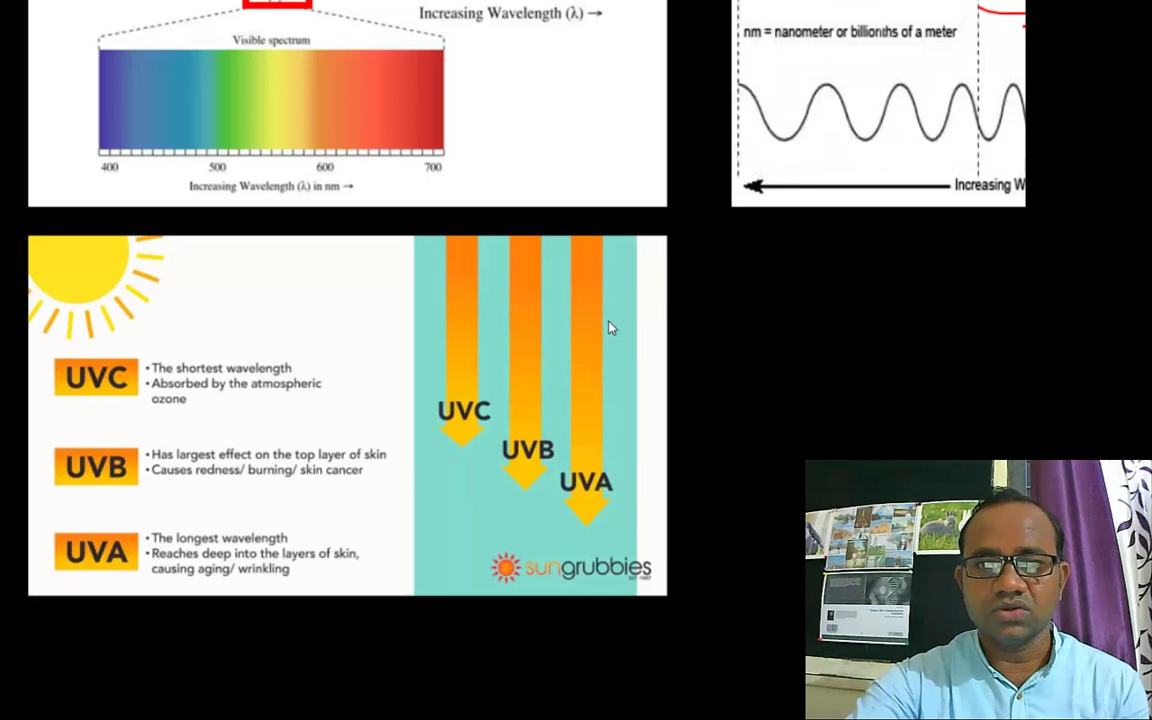 Increasing Wavelength (λ) →
Visible spectrum
400 500 600 700
Increasing Wavelength (λ) in nm →
nm = nanometer or billionths of a meter
Increasing W
UVC
• The shortest wavelength
• Absorbed by the atmospheric
ozone
UVB
• Has largest effect on the top layer of skin
• Causes redness/ burning/ skin cancer
UVA
• The longest wavelength
• Reaches deep into the layers of skin,
causing aging/ wrinkling
UVC
UVB
UVA
sungrubbies